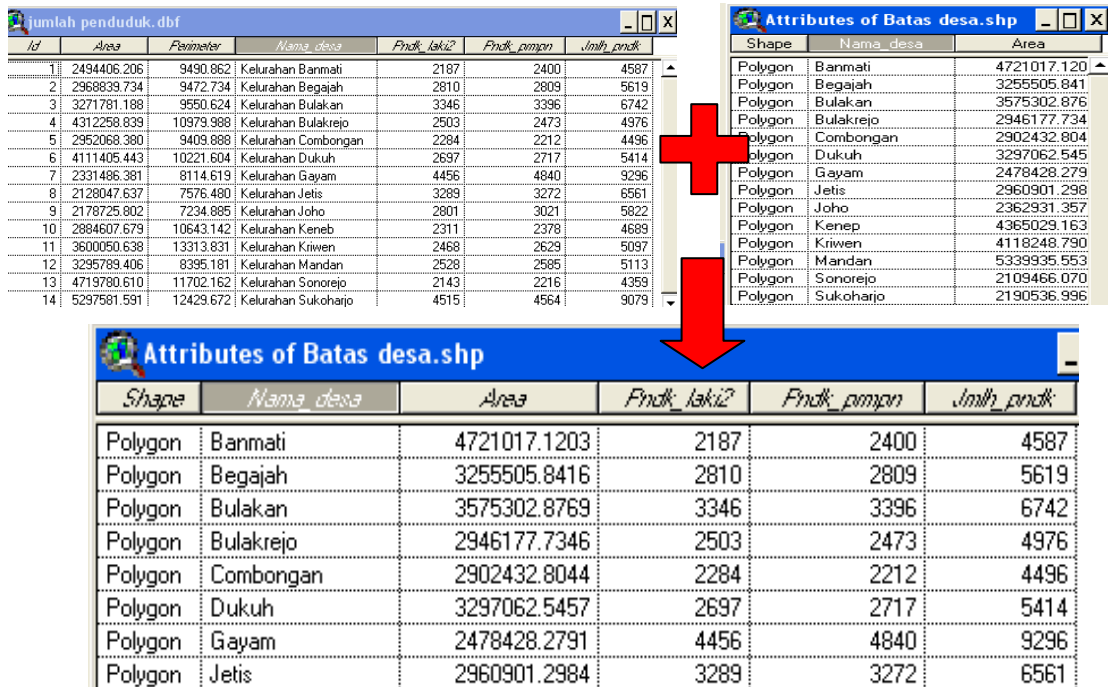 jumlah penduduk.dbf
Id Area Perimeter Nama_desa Pndk_laki2 Pndk_prmpn Jmlh_pndk
1 2494406.206 9490.862 Kelurahan Banmati 2187 2400 4587
2 2968839.734 9472.734 Kelurahan Begajah 2810 2809 5619
3 3271781.188 9550.624 Kelurahan Bulakan 3346 3396 6742
4 4312258.839 10979.988 Kelurahan Bulakrejo 2503 2473 4976
5 2952068.380 9409.888 Kelurahan Combongan 2284 2212 4496
6 4111405.443 10221.604 Kelurahan Dukuh 2697 2717 5414
7 2331486.381 8114.619 Kelurahan Gayam 4456 4840 9296
8 2128047.637 7576.480 Kelurahan Jetis 3289 3272 6561
9 2178725.802 7234.885 Kelurahan Joho 2801 3021 5822
10 2884607.679 10643.142 Kelurahan Keneb 2311 2378 4689
11 3600050.638 13313.831 Kelurahan Kriwen 2468 2629 5097
12 3295789.406 8395.181 Kelurahan Mandan 2528 2585 5113
13 4719780.610 11702.162 Kelurahan Sonorejo 2143 2216 4359
14 5297581.591 12429.672 Kelurahan Sukoharjo 4515 4564 9079
Attributes of Batas desa.shp
Shape Nama_desa Area
Polygon Banmati 4721017.120
Polygon Begajah 3255505.841
Polygon Bulakan 3575302.876
Polygon Bulakrejo 2946177.734
Polygon Combongan 2902432.804
Polygon Dukuh 3297062.545
Polygon Gayam 2478428.279
Polygon Jetis 2960901.298
Polygon Joho 2362931.357
Polygon Kenep 4365029.163
Polygon Kriwen 4118248.790
Polygon Mandan 5339935.553
Polygon Sonorejo 2109466.070
Polygon Sukoharjo 2190536.996
Attributes of Batas desa.shp
Shape Nama_desa Area Pndk_laki2 Pndk_prmpn Jmlh_pndk
Polygon Banmati 4721017.1203 2187 2400 4587
Polygon Begajah 3255505.8416 2810 2809 5619
Polygon Bulakan 3575302.8769 3346 3396 6742
Polygon Bulakrejo 2946177.7346 2503 2473 4976
Polygon Combongan 2902432.8044 2284 2212 4496
Polygon Dukuh 3297062.5457 2697 2717 5414
Polygon Gayam 2478428.2791 4456 4840 9296
Polygon Jetis 2960901.2984 3289 3272 6561